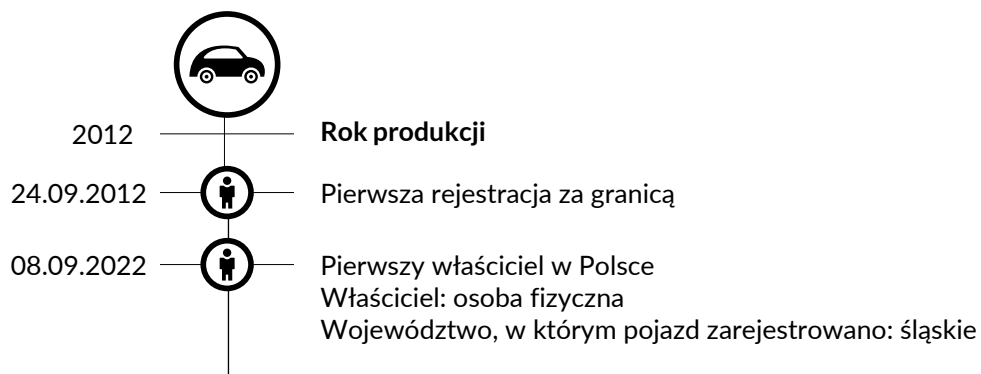 2012 Rok produkcji
24.09.2012 Pierwsza rejestracja za granicą
08.09.2022 Pierwszy właściciel w Polsce
Właściciel: osoba fizyczna
Województwo, w którym pojazd zarejestrowano: śląskie